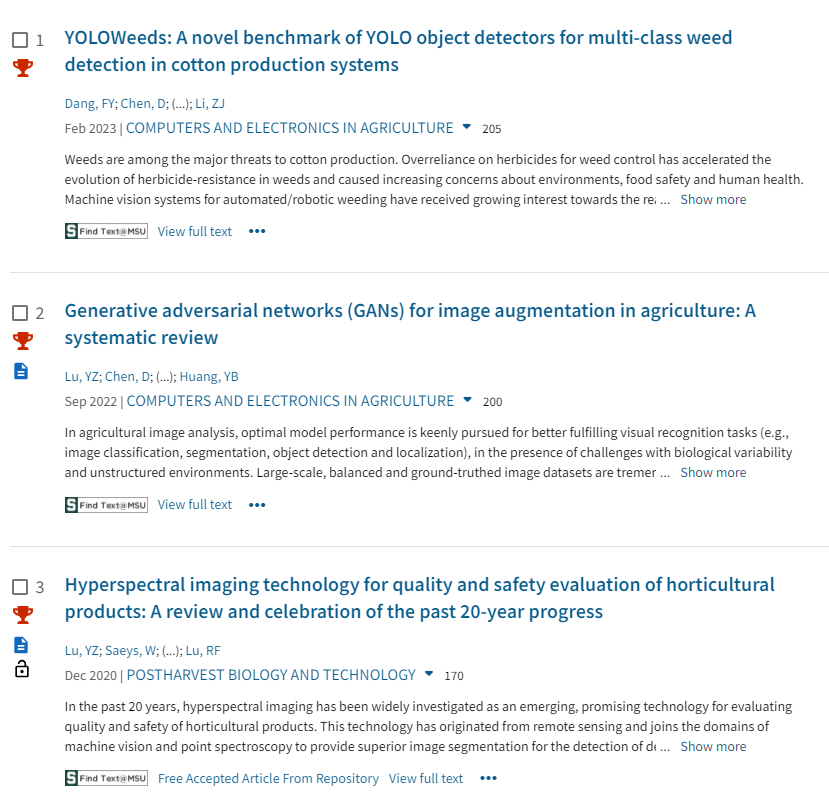 1 YOLOWeeds: A novel benchmark of YOLO object detectors for multi-class weed
detection in cotton production systems
Dang, FY; Chen, D; (...); Li, ZJ
Feb 2023 | COMPUTERS AND ELECTRONICS IN AGRICULTURE 205
Weeds are among the major threats to cotton production. Overreliance on herbicides for weed control has accelerated the
evolution of herbicide-resistance in weeds and caused increasing concerns about environments, food safety and human health.
Machine vision systems for automated/robotic weeding have received growing interest towards the re ... Show more
S Find Text@MSU View full text •••
2 Generative adversarial networks (GANs) for image augmentation in agriculture: A
systematic review
Lu, YZ; Chen, D; (...); Huang, YB
Sep 2022 | COMPUTERS AND ELECTRONICS IN AGRICULTURE 200
In agricultural image analysis, optimal model performance is keenly pursued for better fulfilling visual recognition tasks (e.g.,
image classification, segmentation, object detection and localization), in the presence of challenges with biological variability
and unstructured environments. Large-scale, balanced and ground-truthed image datasets are tremer ... Show more
S Find Text@MSU View full text •••
3 Hyperspectral imaging technology for quality and safety evaluation of horticultural
products: A review and celebration of the past 20-year progress
Lu, YZ; Saeys, W; (...); Lu, RF
Dec 2020 | POSTHARVEST BIOLOGY AND TECHNOLOGY 170
In the past 20 years, hyperspectral imaging has been widely investigated as an emerging, promising technology for evaluating
quality and safety of horticultural products. This technology has originated from remote sensing and joins the domains of
machine vision and point spectroscopy to provide superior image segmentation for the detection of d ... Show more
S Find Text@MSU Free Accepted Article From Repository View full text •••